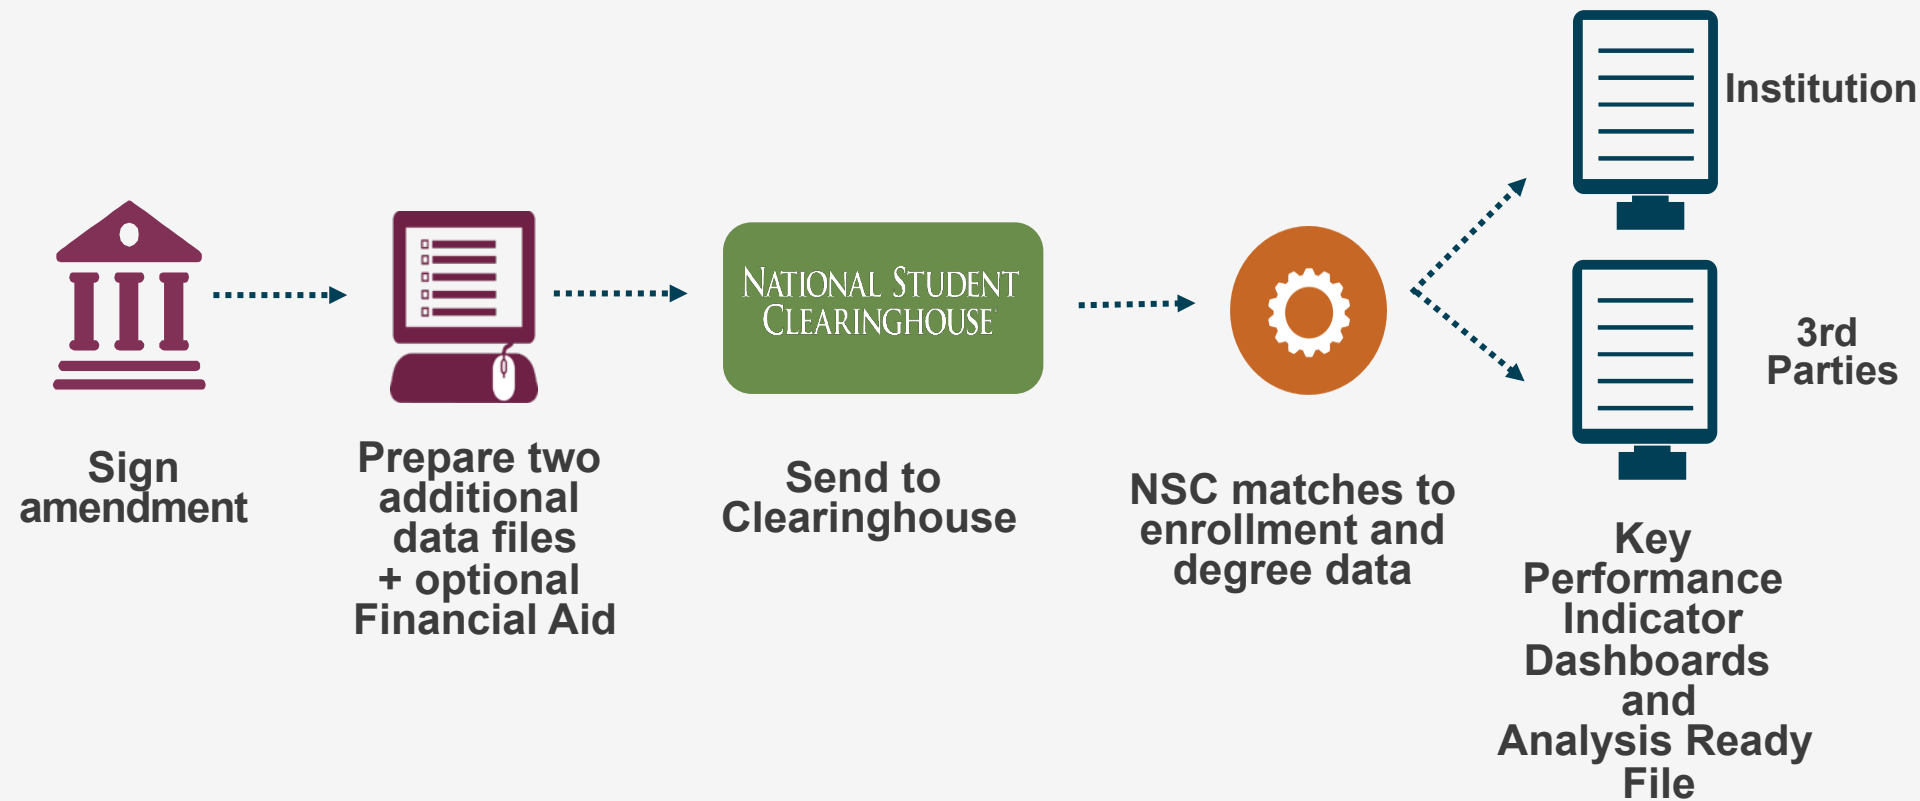 Sign
amendment
Prepare two
additional
data files
+ optional
Financial Aid
NATIONAL STUDENT
CLEARINGHOUSE
Send to
Clearinghouse
NSC matches to
enrollment and
degree data
Institution
3rd
Parties
Key
Performance
Indicator
Dashboards
and
Analysis Ready
File